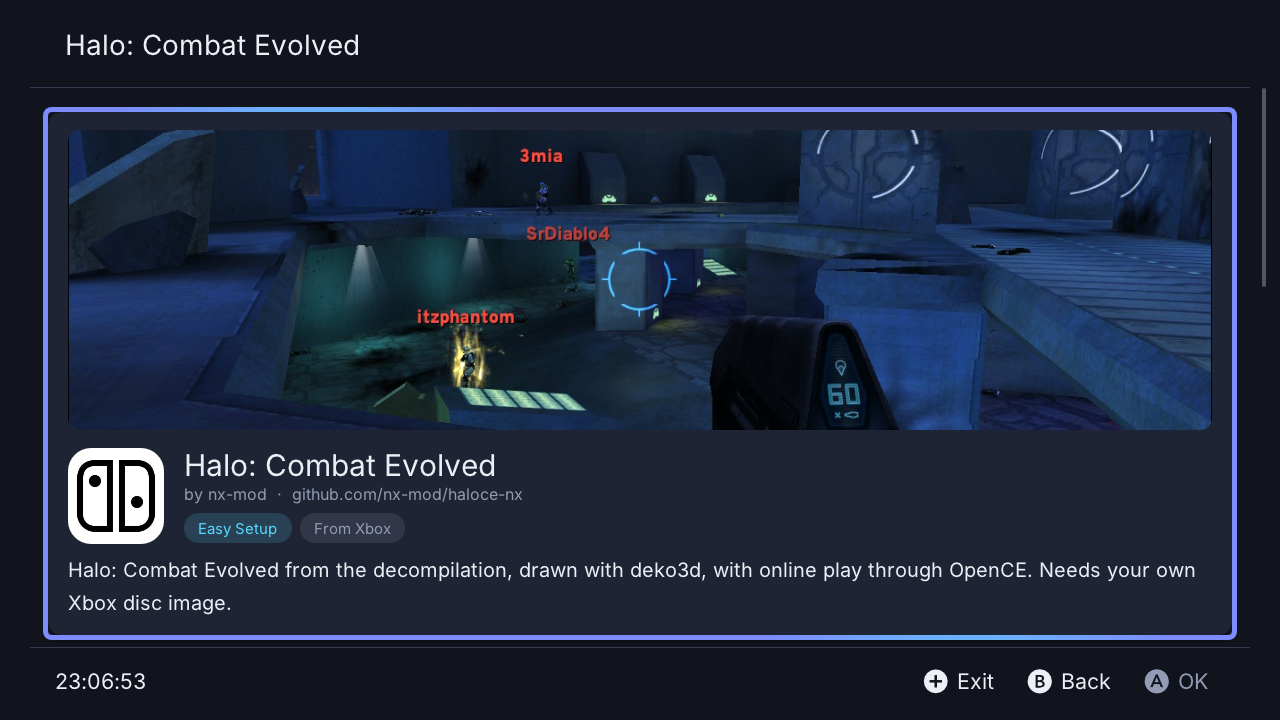 Halo: Combat Evolved
3mia
SrDiablo4
itzphantom
60
Halo: Combat Evolved
by nx-mod · github.com/nx-mod/haloce-nx
Easy Setup
From Xbox
Halo: Combat Evolved from the decompilation, drawn with deko3d, with online play through OpenCE. Needs your own
Xbox disc image.
23:06:53
+ Exit
B Back
A OK